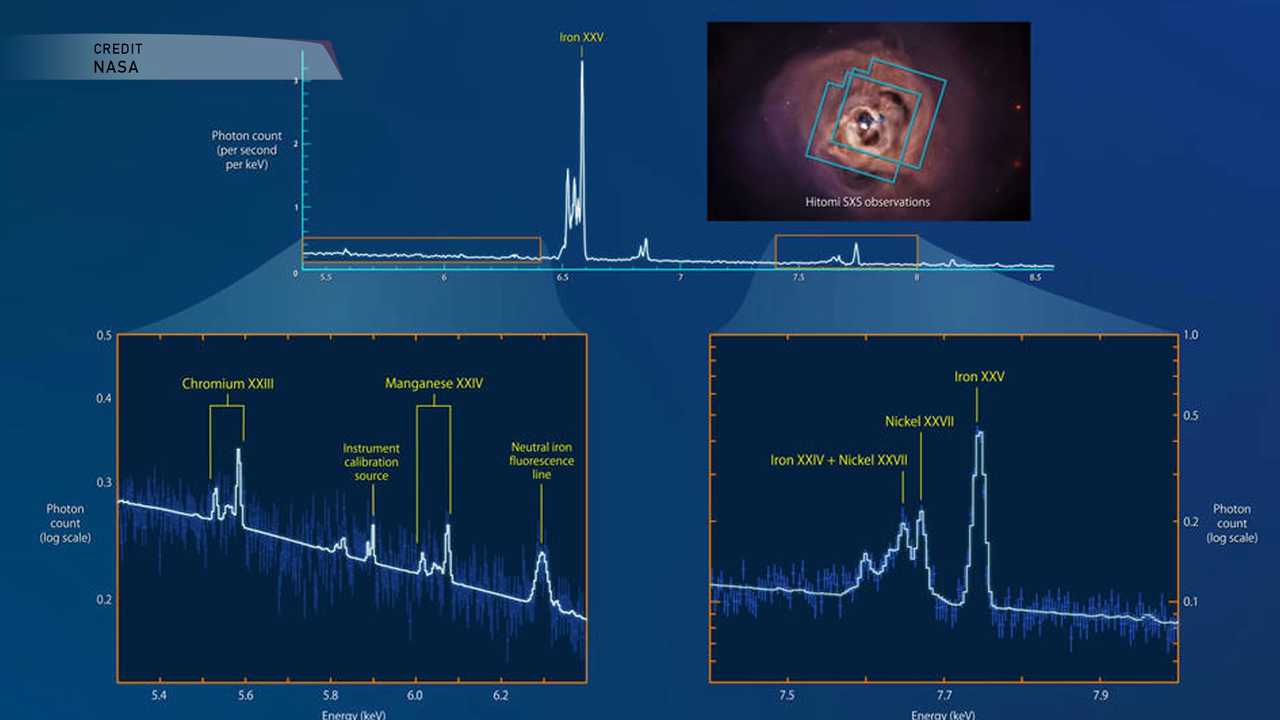 CREDIT
NASA
Iron XXV
3
Photon count
(per second
per keV)
2
1
0
5.5
6
6.5
7
7.5
8
8.5
Hitomi SXS observations
0.5
0.4
0.3
0.2
Photon
count
(log scale)
Chromium XXIII
Manganese XXIV
Instrument
calibration
source
Neutral iron
fluorescence
line
5.4
5.6
5.8
6.0
6.2
Energy (keV)
Iron XXV
Nickel XXVII
Iron XXIV + Nickel XXVII
1.0
0.5
0.2
0.1
Photon
count
(log scale)
7.5
7.7
7.9
Energy (keV)